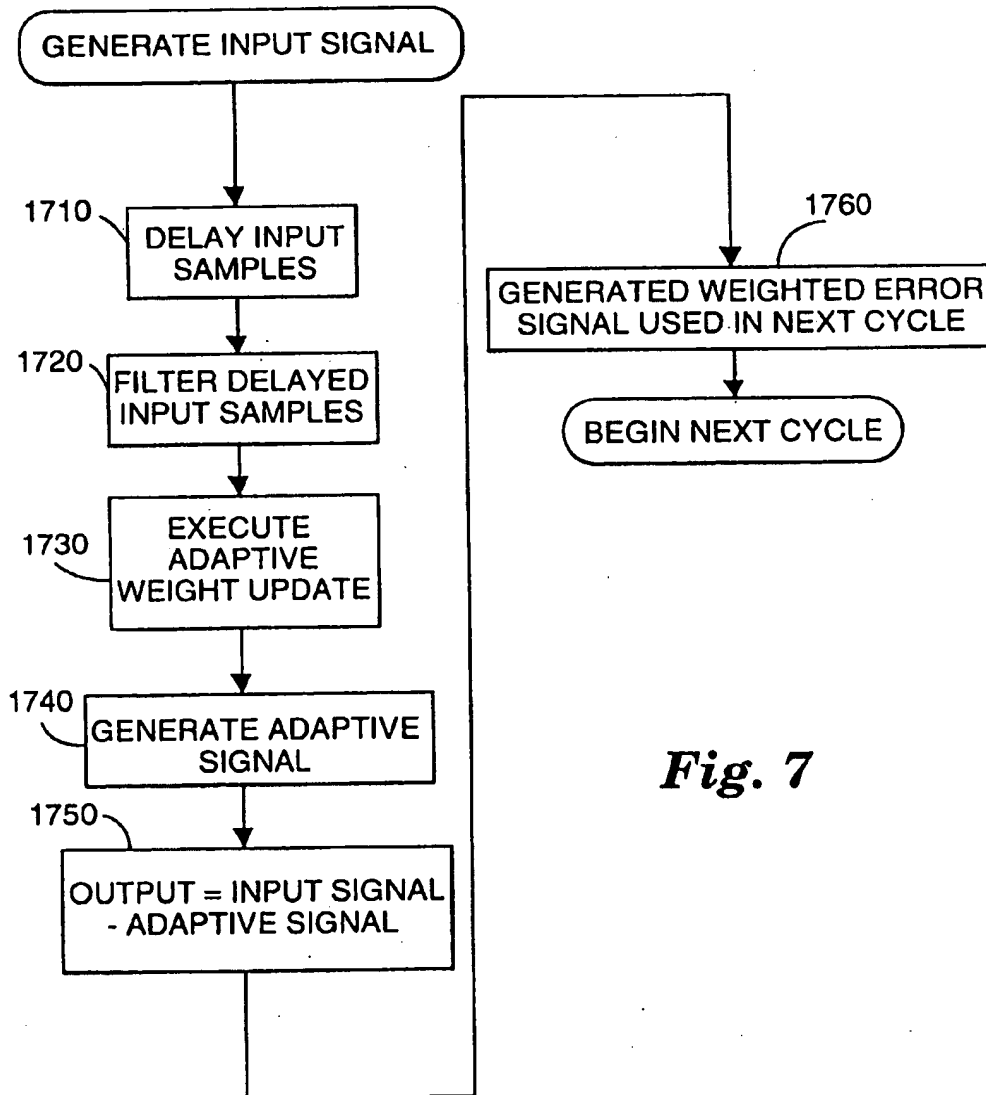 GENERATE INPUT SIGNAL
1710
DELAY INPUT
SAMPLES
1720
FILTER DELAYED
INPUT SAMPLES
1730
EXECUTE
ADAPTIVE
WEIGHT UPDATE
1740
GENERATE ADAPTIVE
SIGNAL
1750
OUTPUT = INPUT SIGNAL
- ADAPTIVE SIGNAL
1760
GENERATED WEIGHTED ERROR
SIGNAL USED IN NEXT CYCLE
BEGIN NEXT CYCLE
Fig. 7